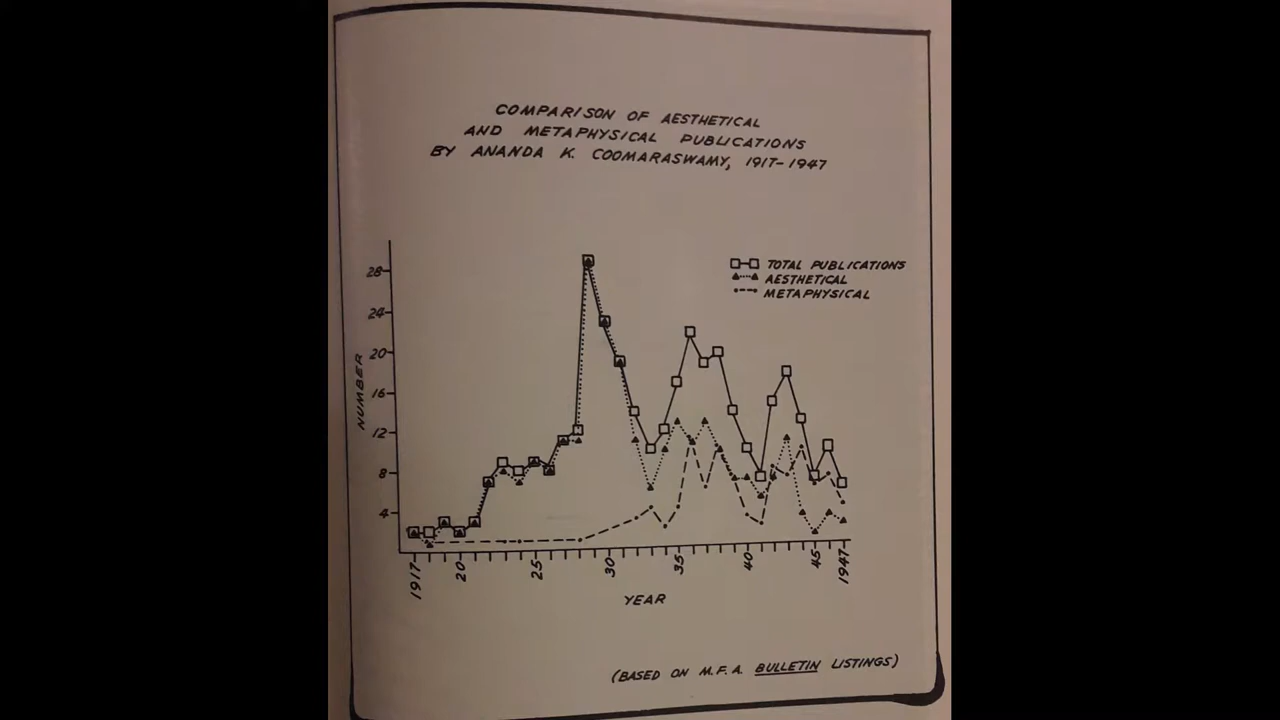 COMPARISON OF AESTHETICAL
AND METAPHYSICAL PUBLICATIONS
BY ANANDA K. COOMARASWAMY, 1917-1947
TOTAL PUBLICATIONS
AESTHETICAL
METAPHYSICAL
28
24
20
16
12
8
4
NUMBER
1917 20 25 30 35 40 45 1947
YEAR
(BASED ON M.F.A. BULLETIN LISTINGS)